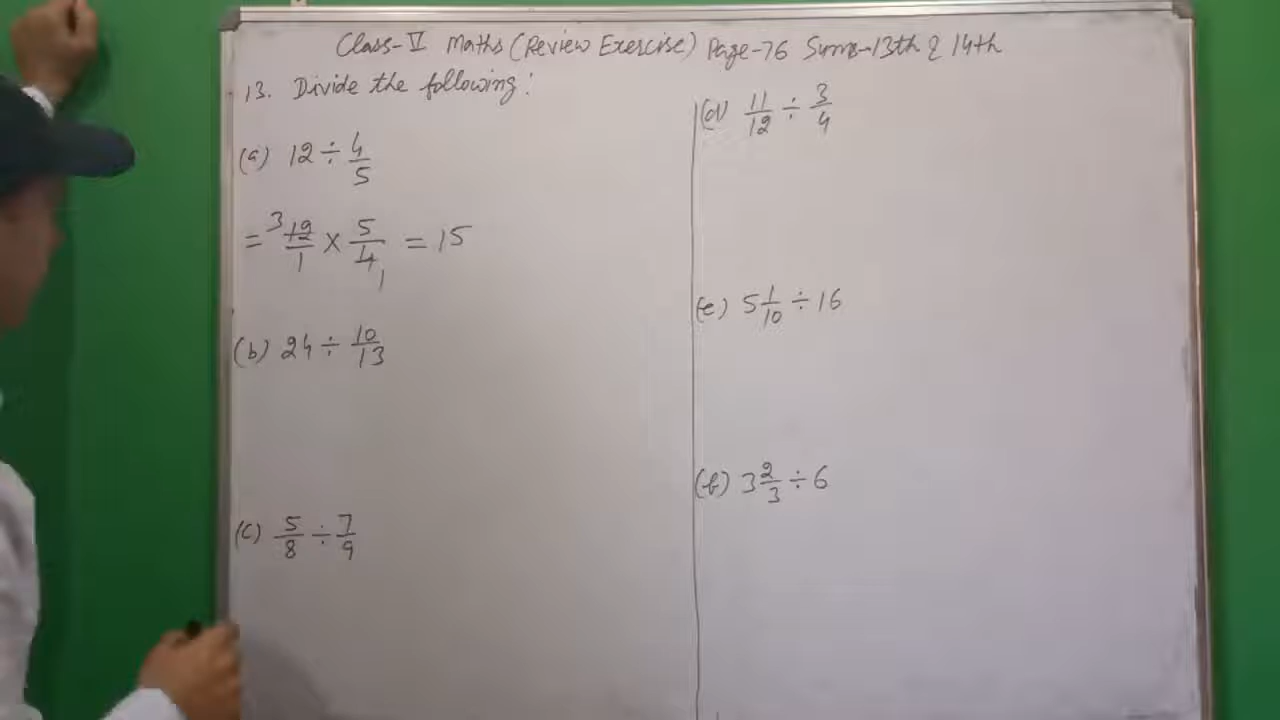 Class-VI Maths (Review Exercise) Page-76 Sums-13th & 14th
13. Divide the following:
(a) 12 ÷ 4/5
= 3 12/1 × 5/4 1 = 15
(b) 24 ÷ 10/13
(c) 5/8 ÷ 7/9
(d) 11/12 ÷ 3/4
(e) 5 1/10 ÷ 16
(f) 3 2/3 ÷ 6